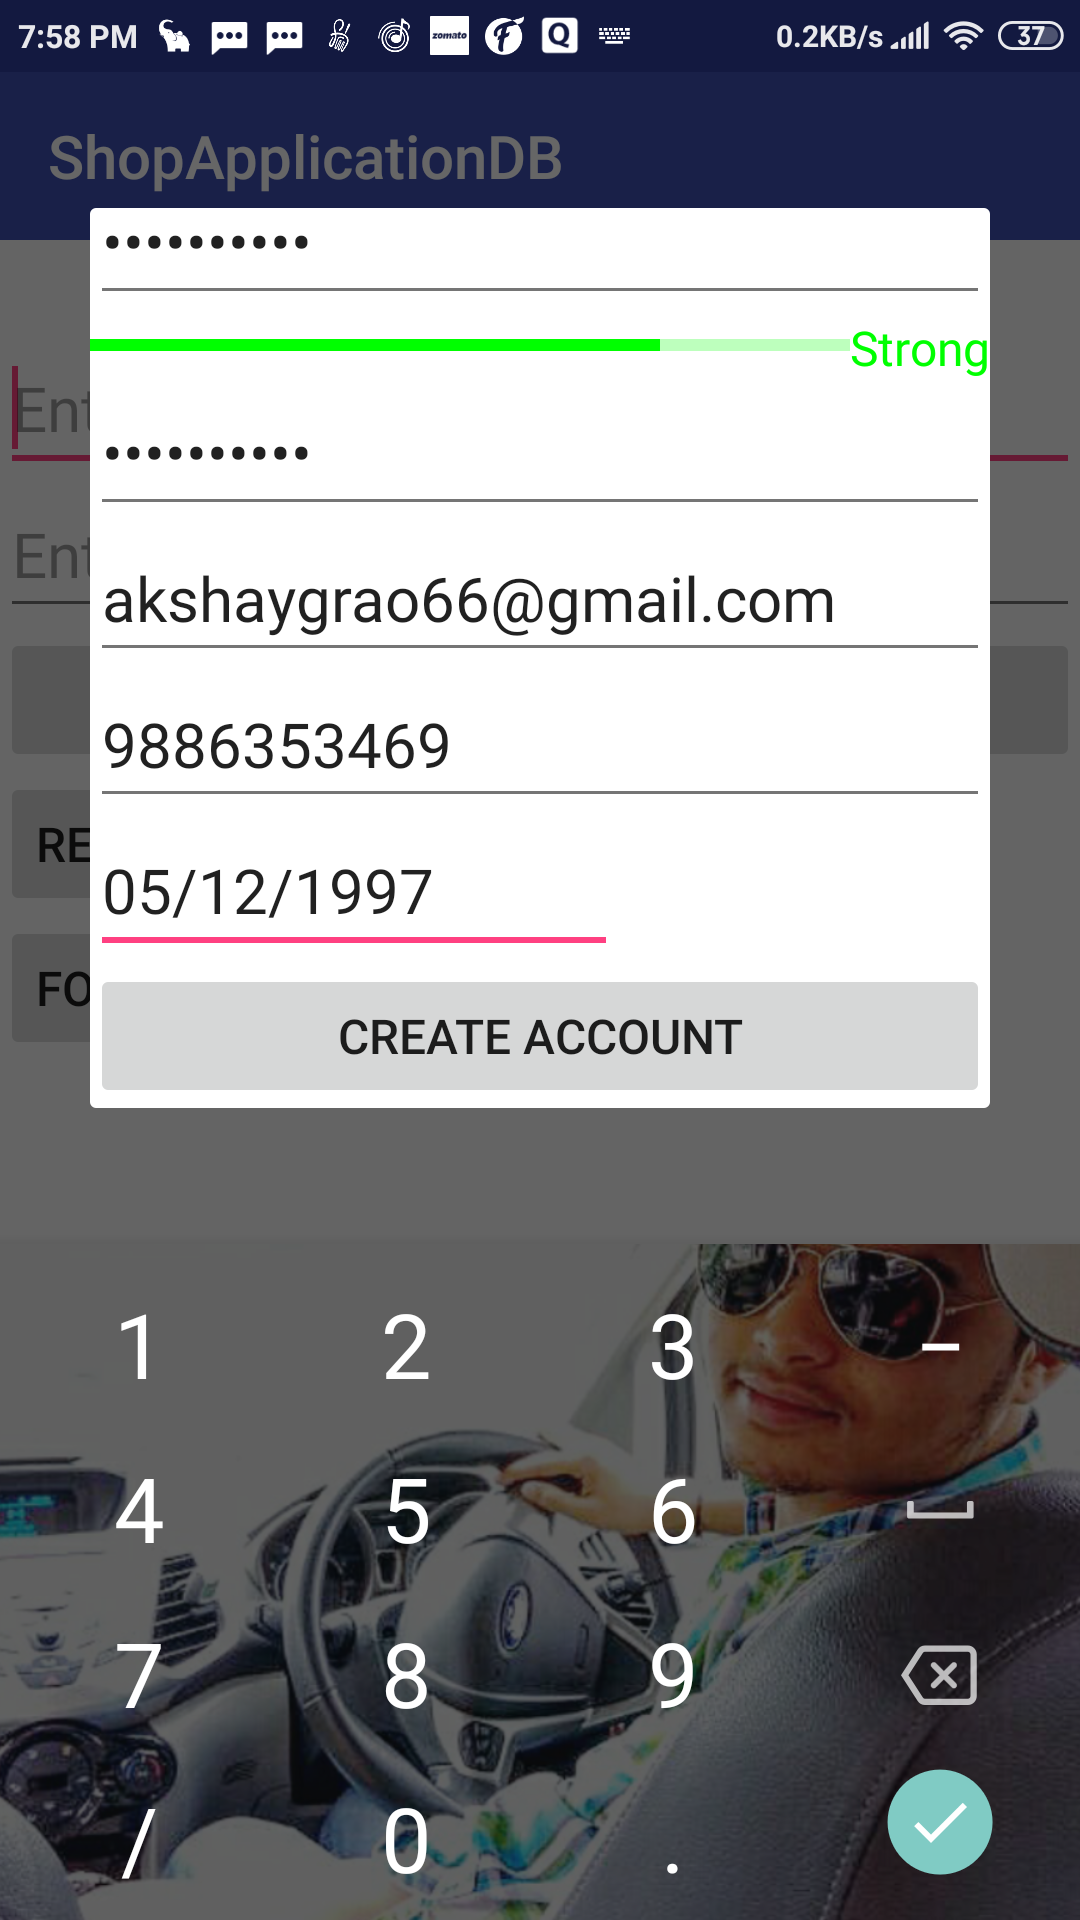 7:58 PM zomato Q 0.2KB/s 37
ShopApplicationDB
••••••••••
Strong
Ent
••••••••••
Ent
akshaygrao66@gmail.com
9886353469
RE
05/12/1997
FO
CREATE ACCOUNT
1 2 3 –
4 5 6
7 8 9
/ 0 .